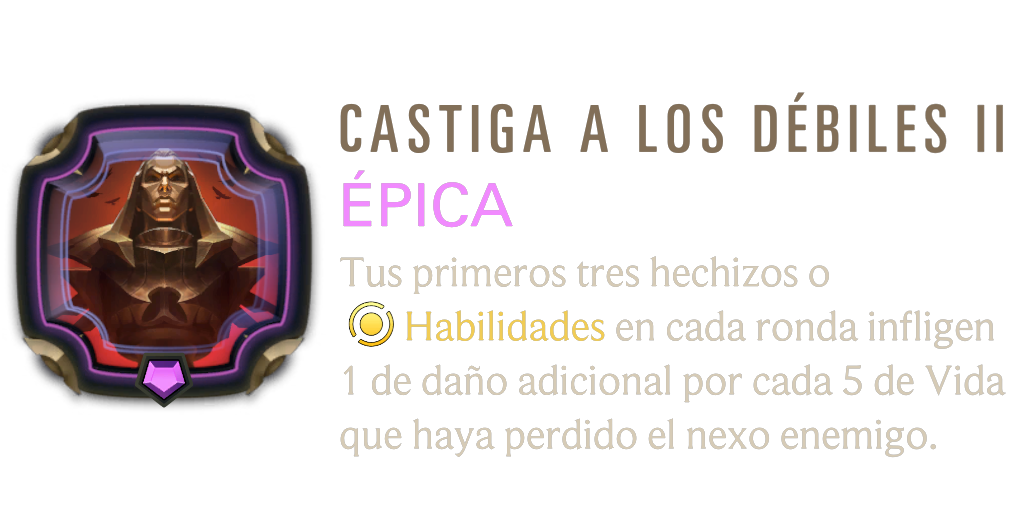 CASTIGA A LOS DÉBILES II
ÉPICA
Tus primeros tres hechizos o
Habilidades en cada ronda infligen
1 de daño adicional por cada 5 de Vida
que haya perdido el nexo enemigo.